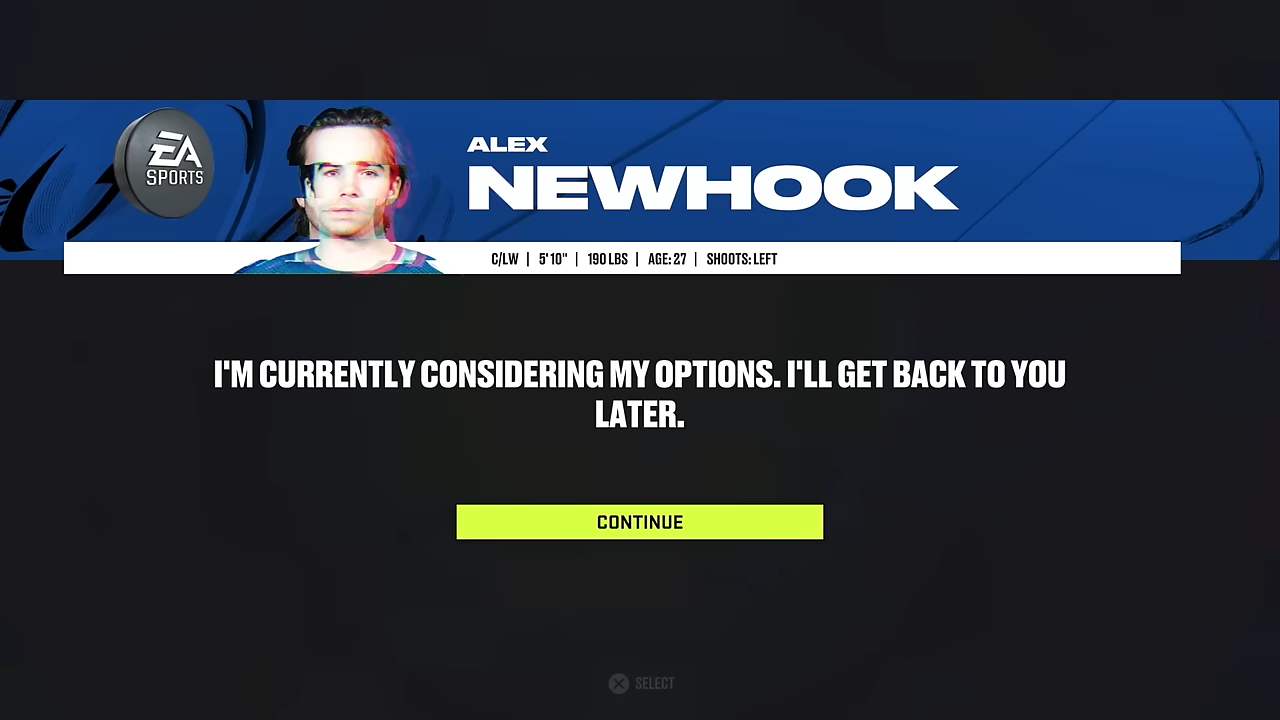 EA
SPORTS
ALEX
NEWHOOK
C/LW | 5'10" | 190 LBS | AGE: 27 | SHOOTS: LEFT
I'M CURRENTLY CONSIDERING MY OPTIONS. I'LL GET BACK TO YOU
LATER.
CONTINUE
SELECT